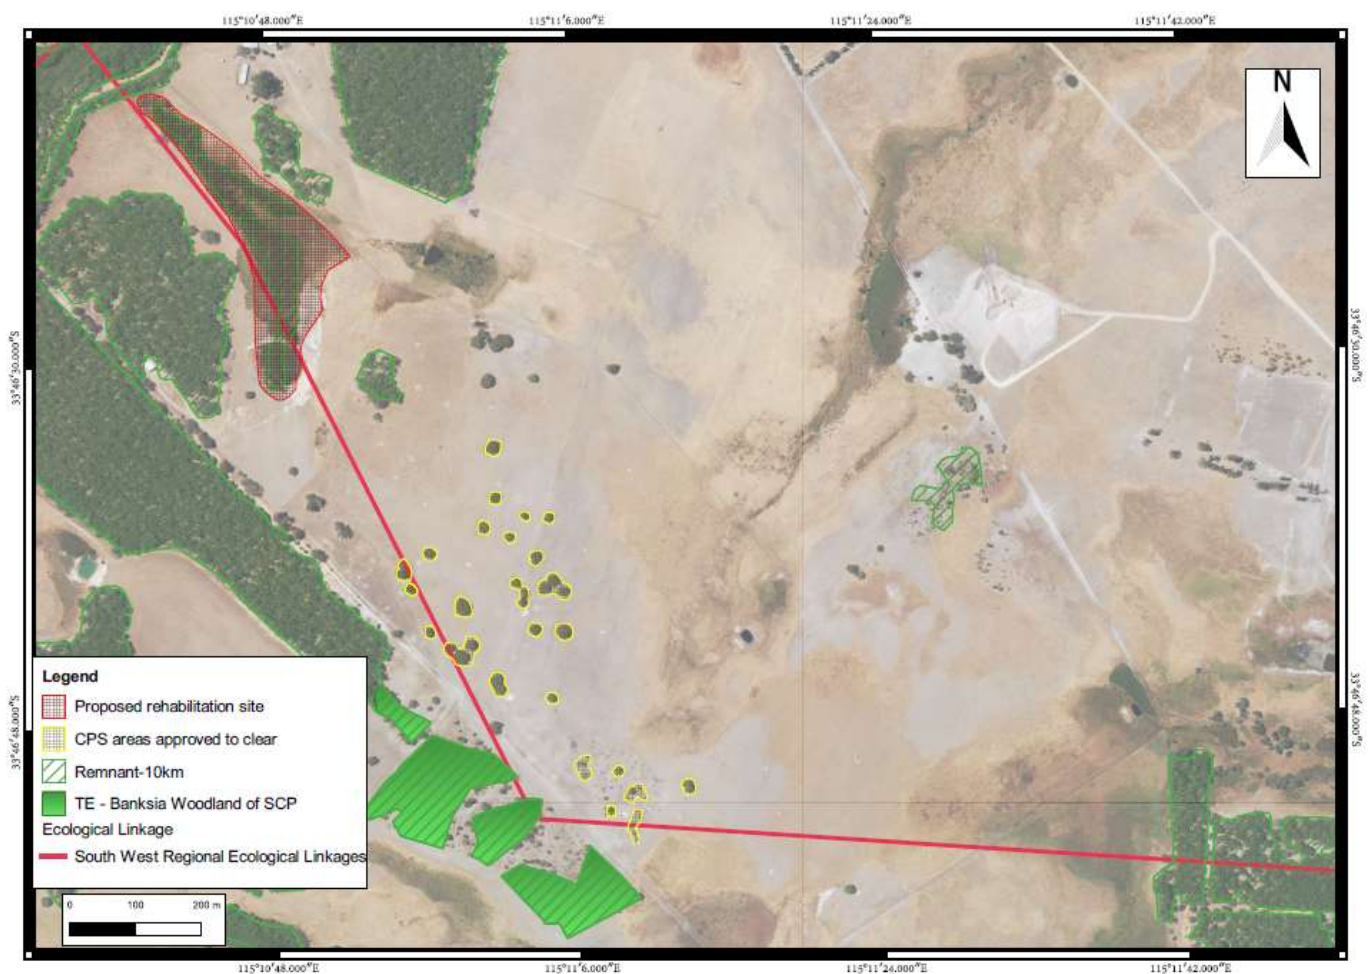 115°10'48.000"E 115°11'6.000"E 115°11'24.000"E 115°11'42.000"E
N
33°46'30.000"S
33°46'30.000"S
33°46'48.000"S
33°46'48.000"S
Legend
Proposed rehabilitation site
CPS areas approved to clear
Remnant-10km
TE - Banksia Woodland of SCP
Ecological Linkage
South West Regional Ecological Linkages
0 100 200 m
115°10'48.000"E 115°11'6.000"E 115°11'24.000"E 115°11'42.000"E